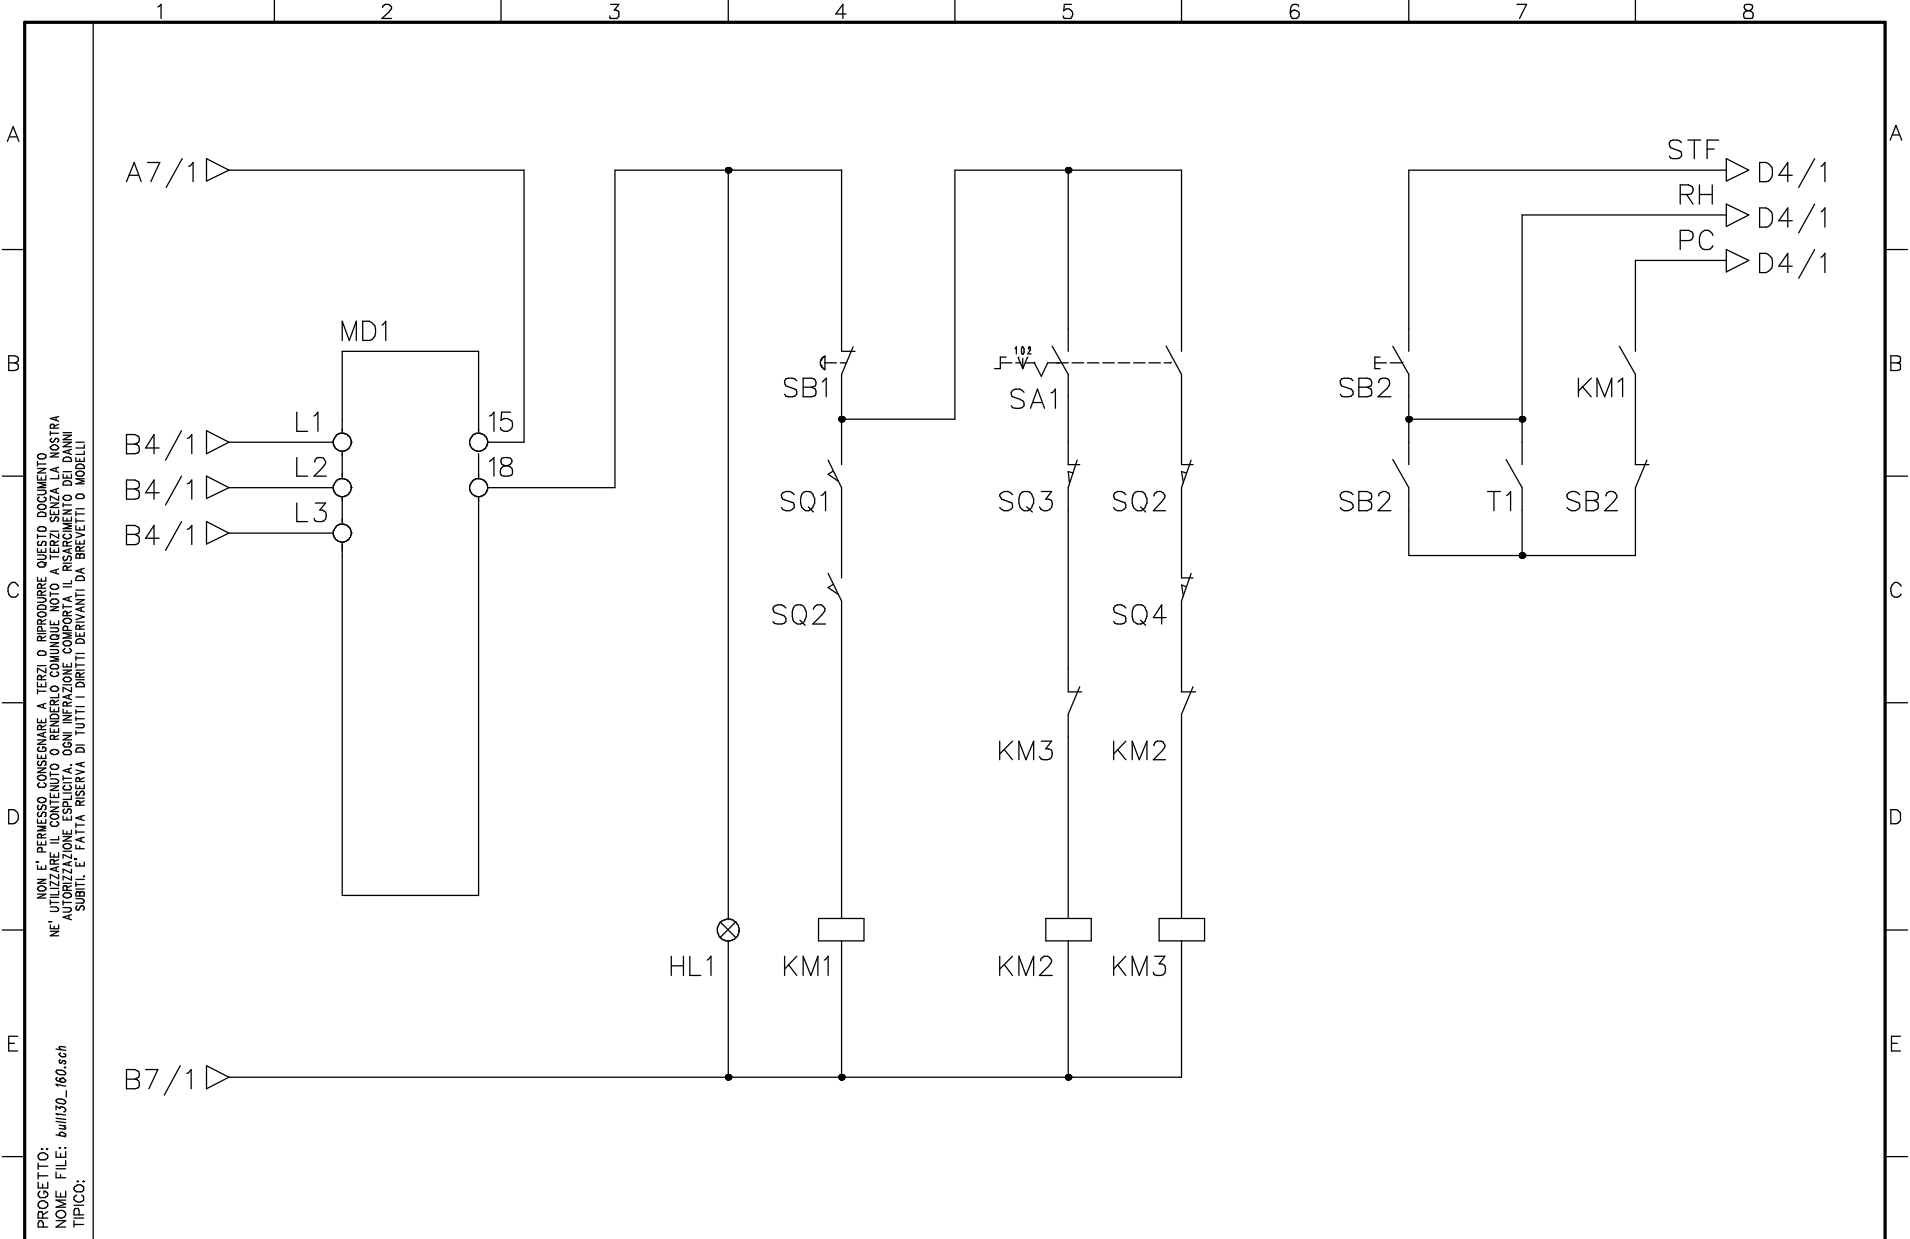 1 2 3 4 5 6 7 8
A A
STF
A7/1 D4/1
RH
D4/1
PC
D4/1
MD1
B B
102
SB1 SB2 KM1
SA1
L1 15
B4/1
L2 18
B4/1 SQ1 SQ3 SQ2 SB2 T1 SB2
L3
B4/1
C C
SQ2 SQ4
KM3 KM2
D D
HL1 KM1 KM2 KM3
E E
B7/1
NON E' PERMESSO CONSEGNARE A TERZI O RIPRODURRE QUESTO DOCUMENTO
NE' UTILIZZARE IL CONTENUTO O RENDERLO COMUNQUE NOTO A TERZI SENZA LA NOSTRA
AUTORIZZAZIONE ESPLICITA. OGNI INFRAZIONE COMPORTA IL RISARCIMENTO DEI DANNI
SUBITI. E' FATTA RISERVA DI TUTTI I DIRITTI DERIVANTI DA BREVETTI O MODELLI
PROGETTO:
NOME FILE: bull130_160.sch
TIPICO: